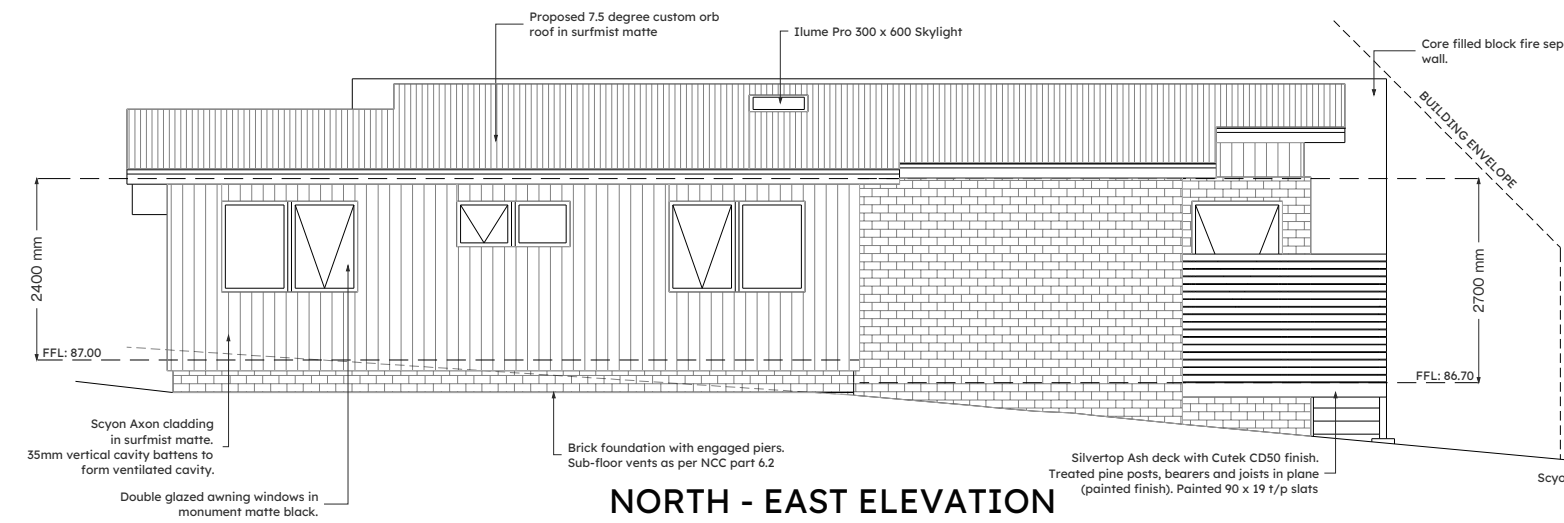 Proposed 7.5 degree custom orb
roof in surfmist matte
Ilume Pro 300 x 600 Skylight
Core filled block fire sep
wall.
BUILDING ENVELOPE
2400 mm
2700 mm
FFL: 87.00
FFL: 86.70
Scyon Axon cladding
in surfmist matte.
35mm vertical cavity battens to
form ventilated cavity.
Double glazed awning windows in
monument matte black.
Brick foundation with engaged piers.
Sub-floor vents as per NCC part 6.2
Silvertop Ash deck with Cutek CD50 finish.
Treated pine posts, bearers and joists in plane
(painted finish). Painted 90 x 19 t/p slats
Scyo
NORTH - EAST ELEVATION